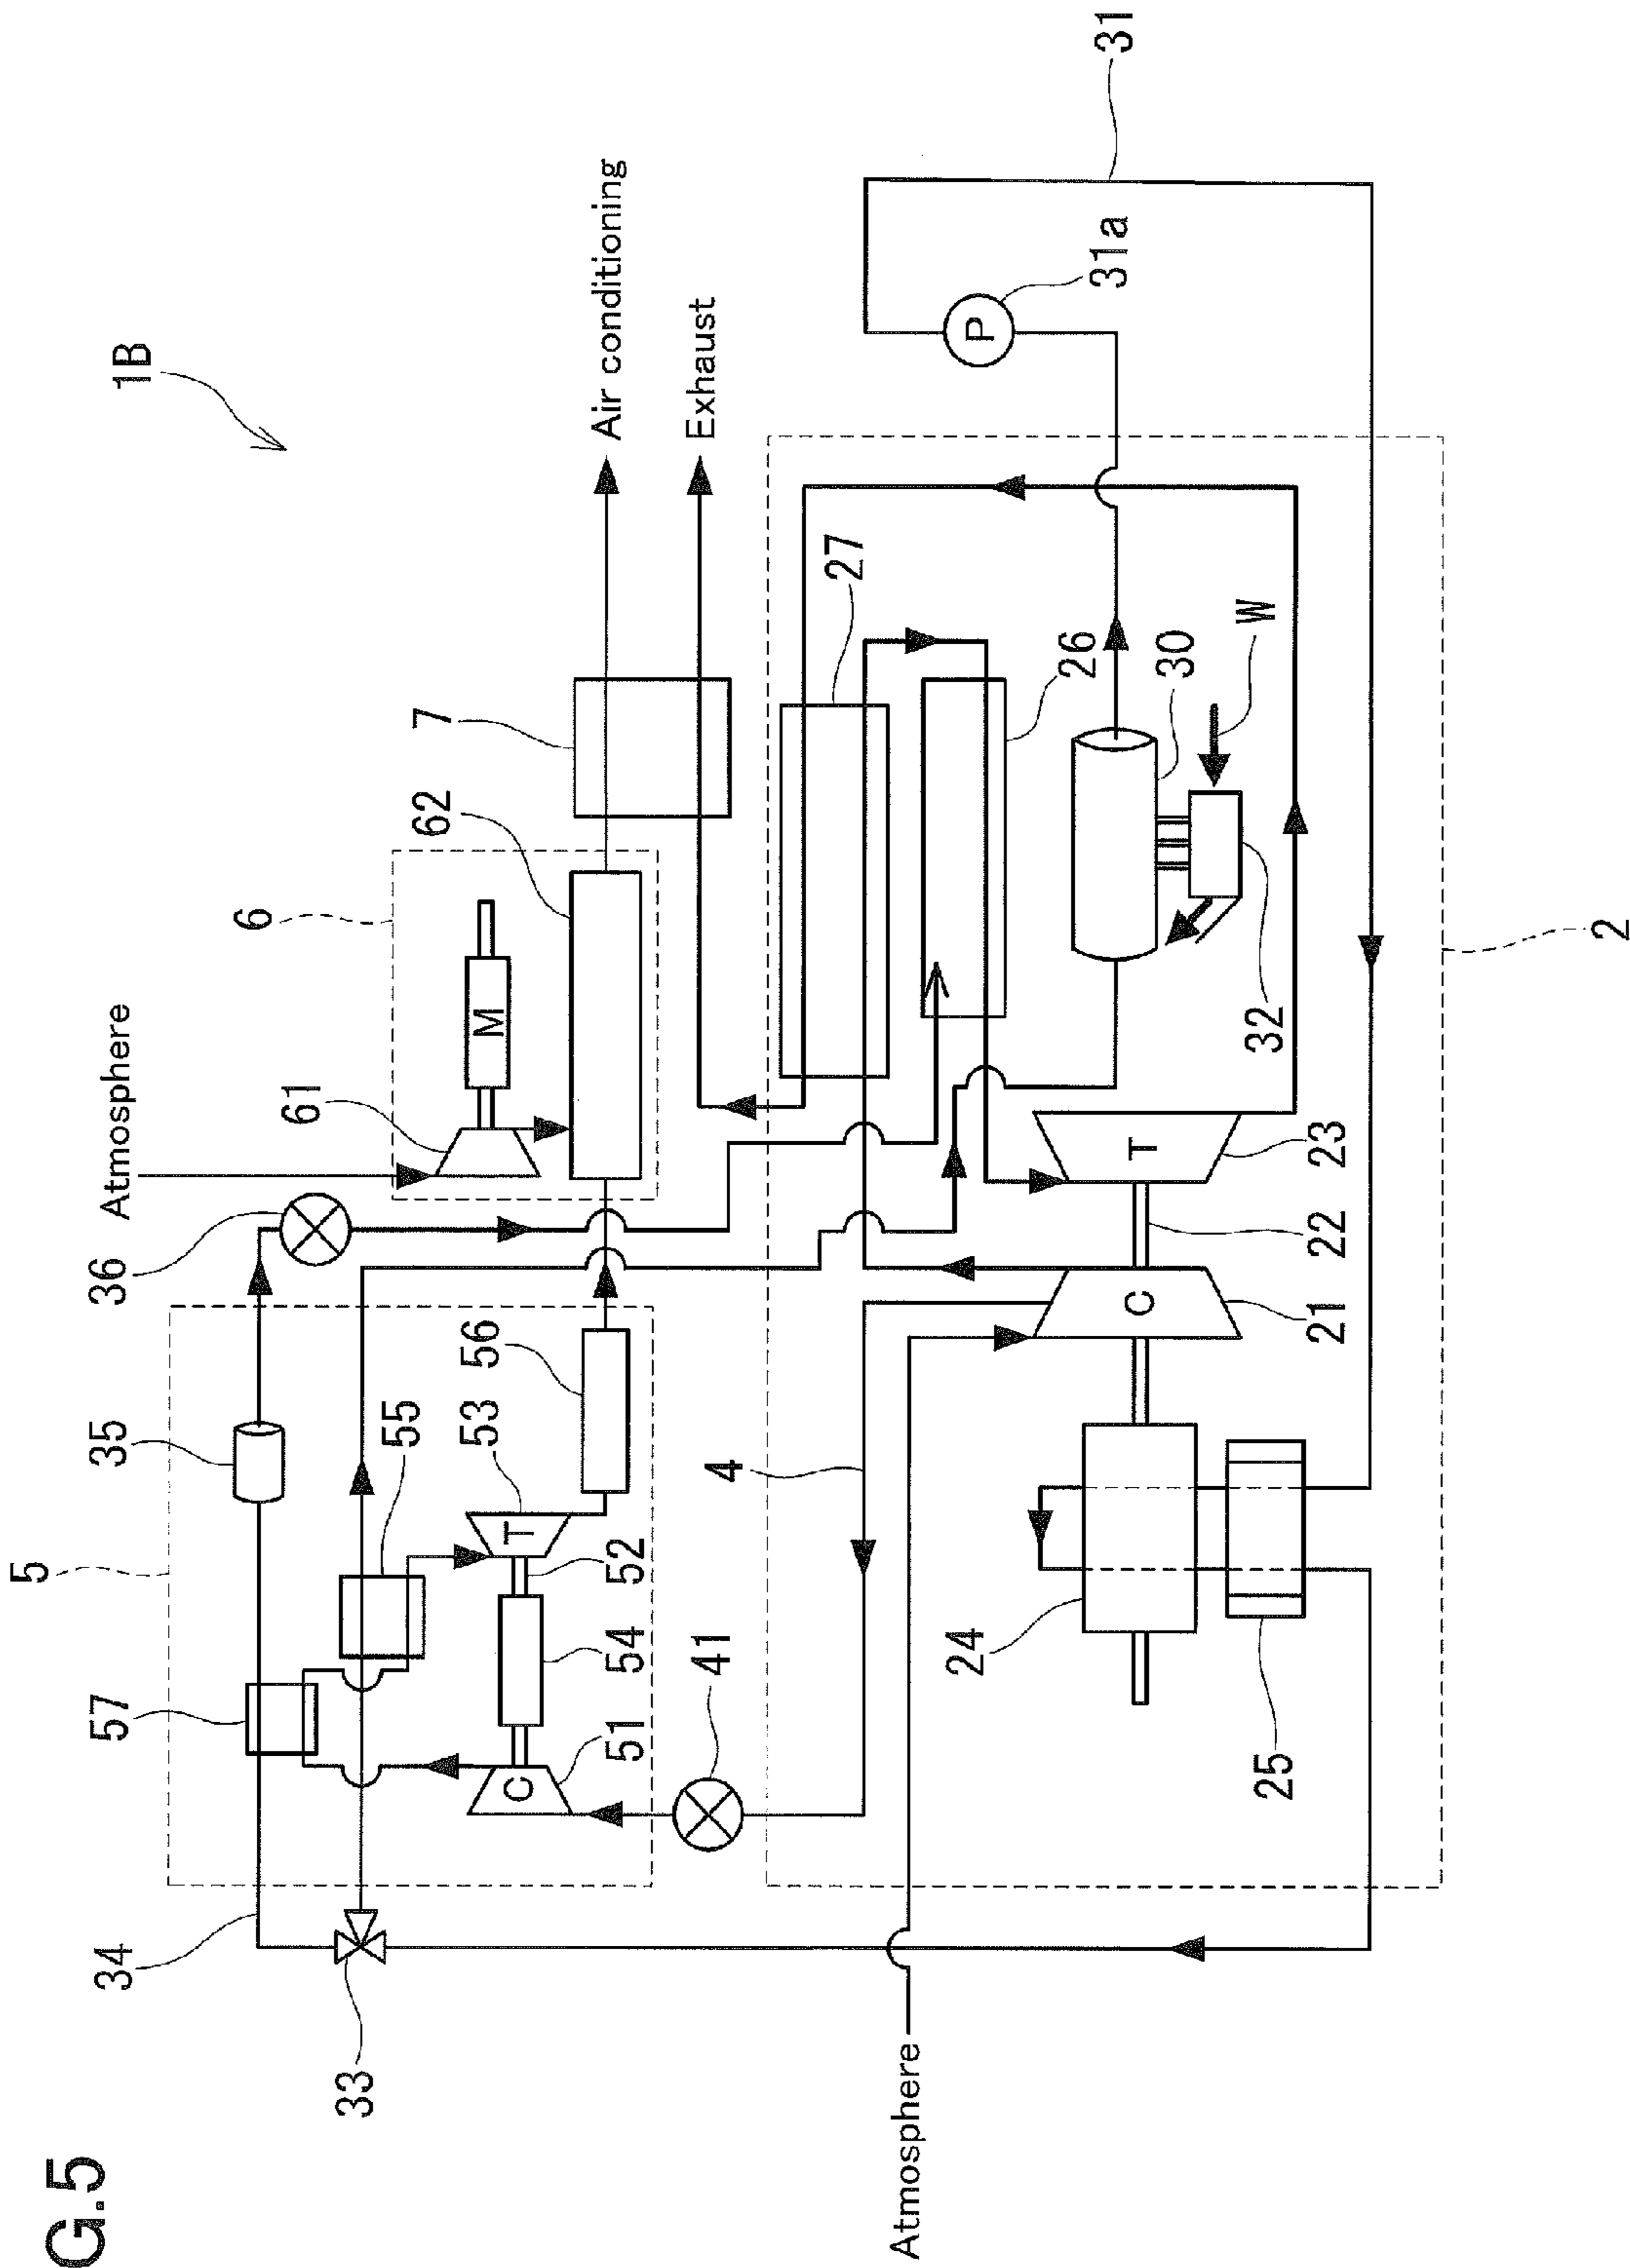 G.5
1B
Atmosphere
Air conditioning
Exhaust
31
31a
P
5
35
36
61
6
M
62
7
57
55
34
33
56
53
T
52
54
51
C
41
4
27
26
30
W
32
24
25
C
21
22
T
23
2
Atmosphere